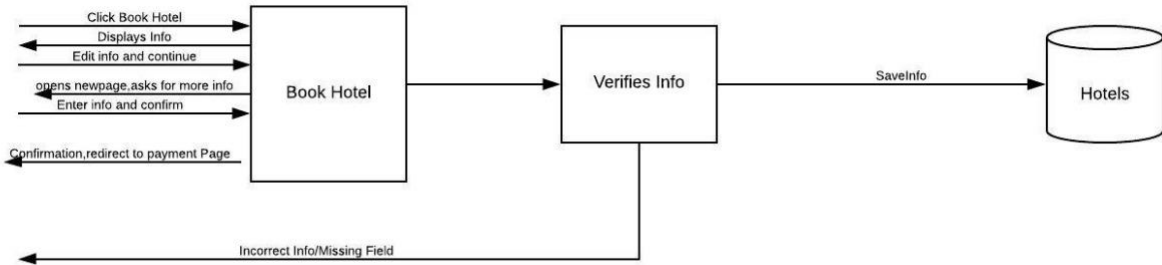 Click Book Hotel
Displays Info
Edit info and continue
opens newpage,asks for more info
Enter info and confirm
Confirmation,redirect to payment Page
Book Hotel
Verifies Info
SaveInfo
Hotels
Incorrect Info/Missing Field